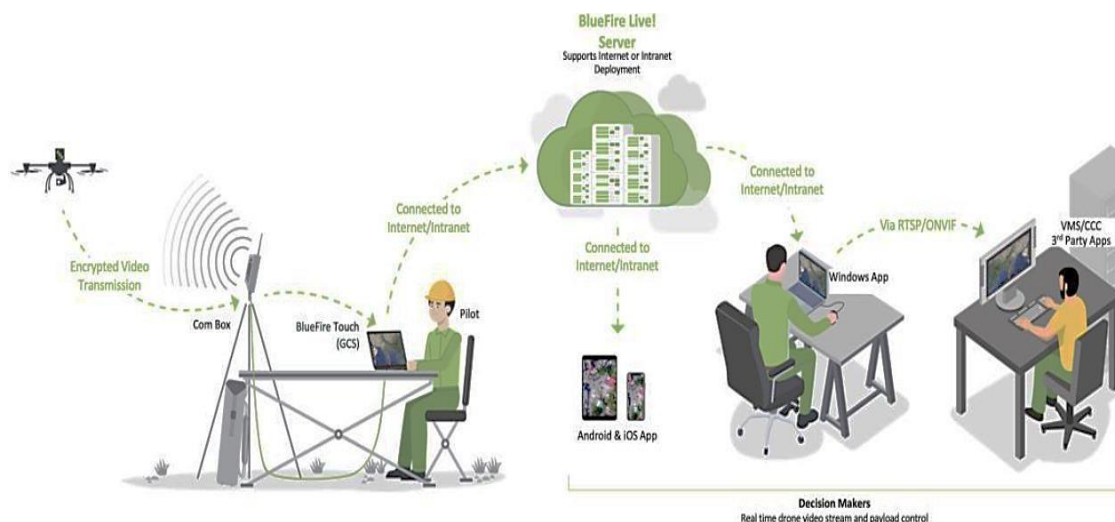 BlueFire Live!
Server
Supports Internet or Intranet
Deployment
Encrypted Video
Transmission
Com Box
BlueFire Touch
(GCS)
Pilot
Connected to
Internet/Intranet
Connected to
Internet/Intranet
Android & iOS App
Connected to
Internet/Intranet
Windows App
Via RTSP/ONVIF
VMS/CCC
3rd Party Apps
Decision Makers
Real time drone video stream and payload control